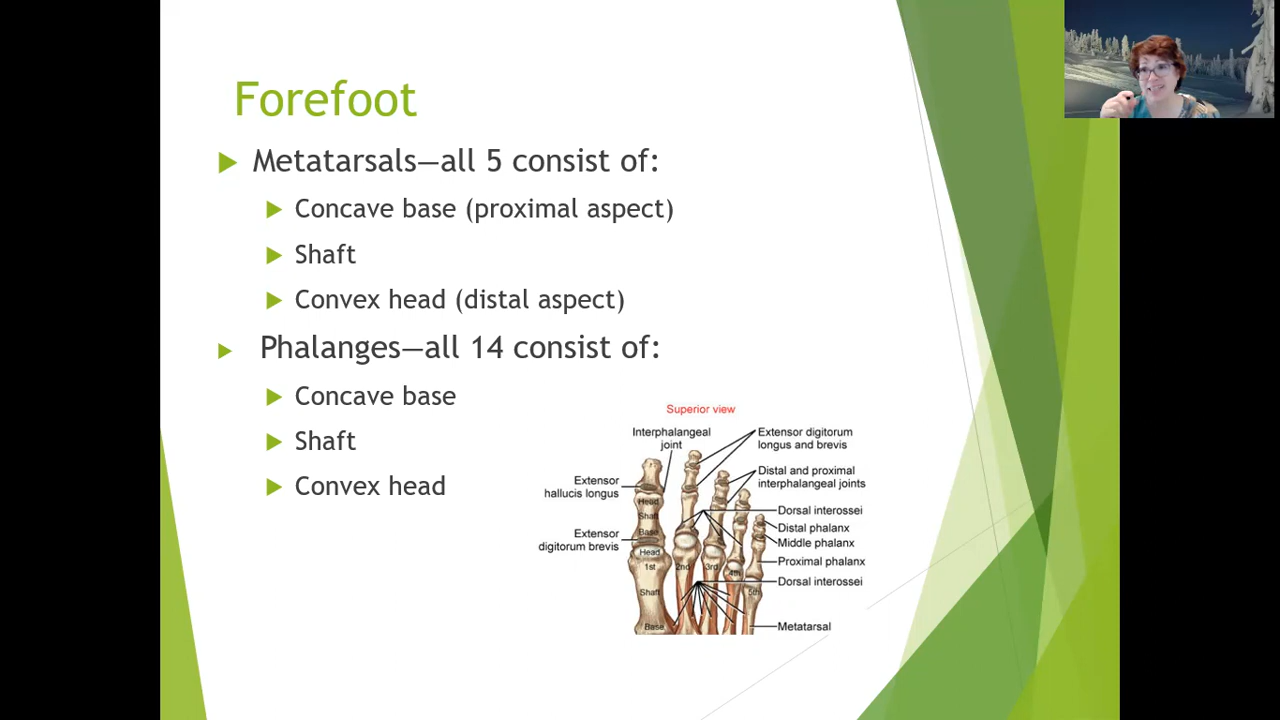 Forefoot
Metatarsals—all 5 consist of:
Concave base (proximal aspect)
Shaft
Convex head (distal aspect)
Phalanges—all 14 consist of:
Concave base
Shaft
Convex head
Superior view
Interphalangeal
joint
Extensor digitorum
longus and brevis
Extensor
hallucis longus
Distal and proximal
interphalangeal joints
Head
Shaft
Base
Dorsal interossei
Distal phalanx
Extensor
digitorum brevis
Middle phalanx
Head
Proximal phalanx
1st
2nd
3rd
4th
Dorsal interossei
Shaft
5th
Base
Metatarsal